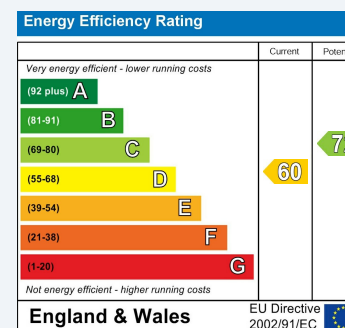 Energy Efficiency Rating
Current
Very energy efficient - lower running costs
(92 plus) A
(81-91) B
(69-80) C
(55-68) D
60
(39-54) E
(21-38) F
(1-20) G
Not energy efficient - higher running costs
England & Wales
EU Directive
2002/91/EC